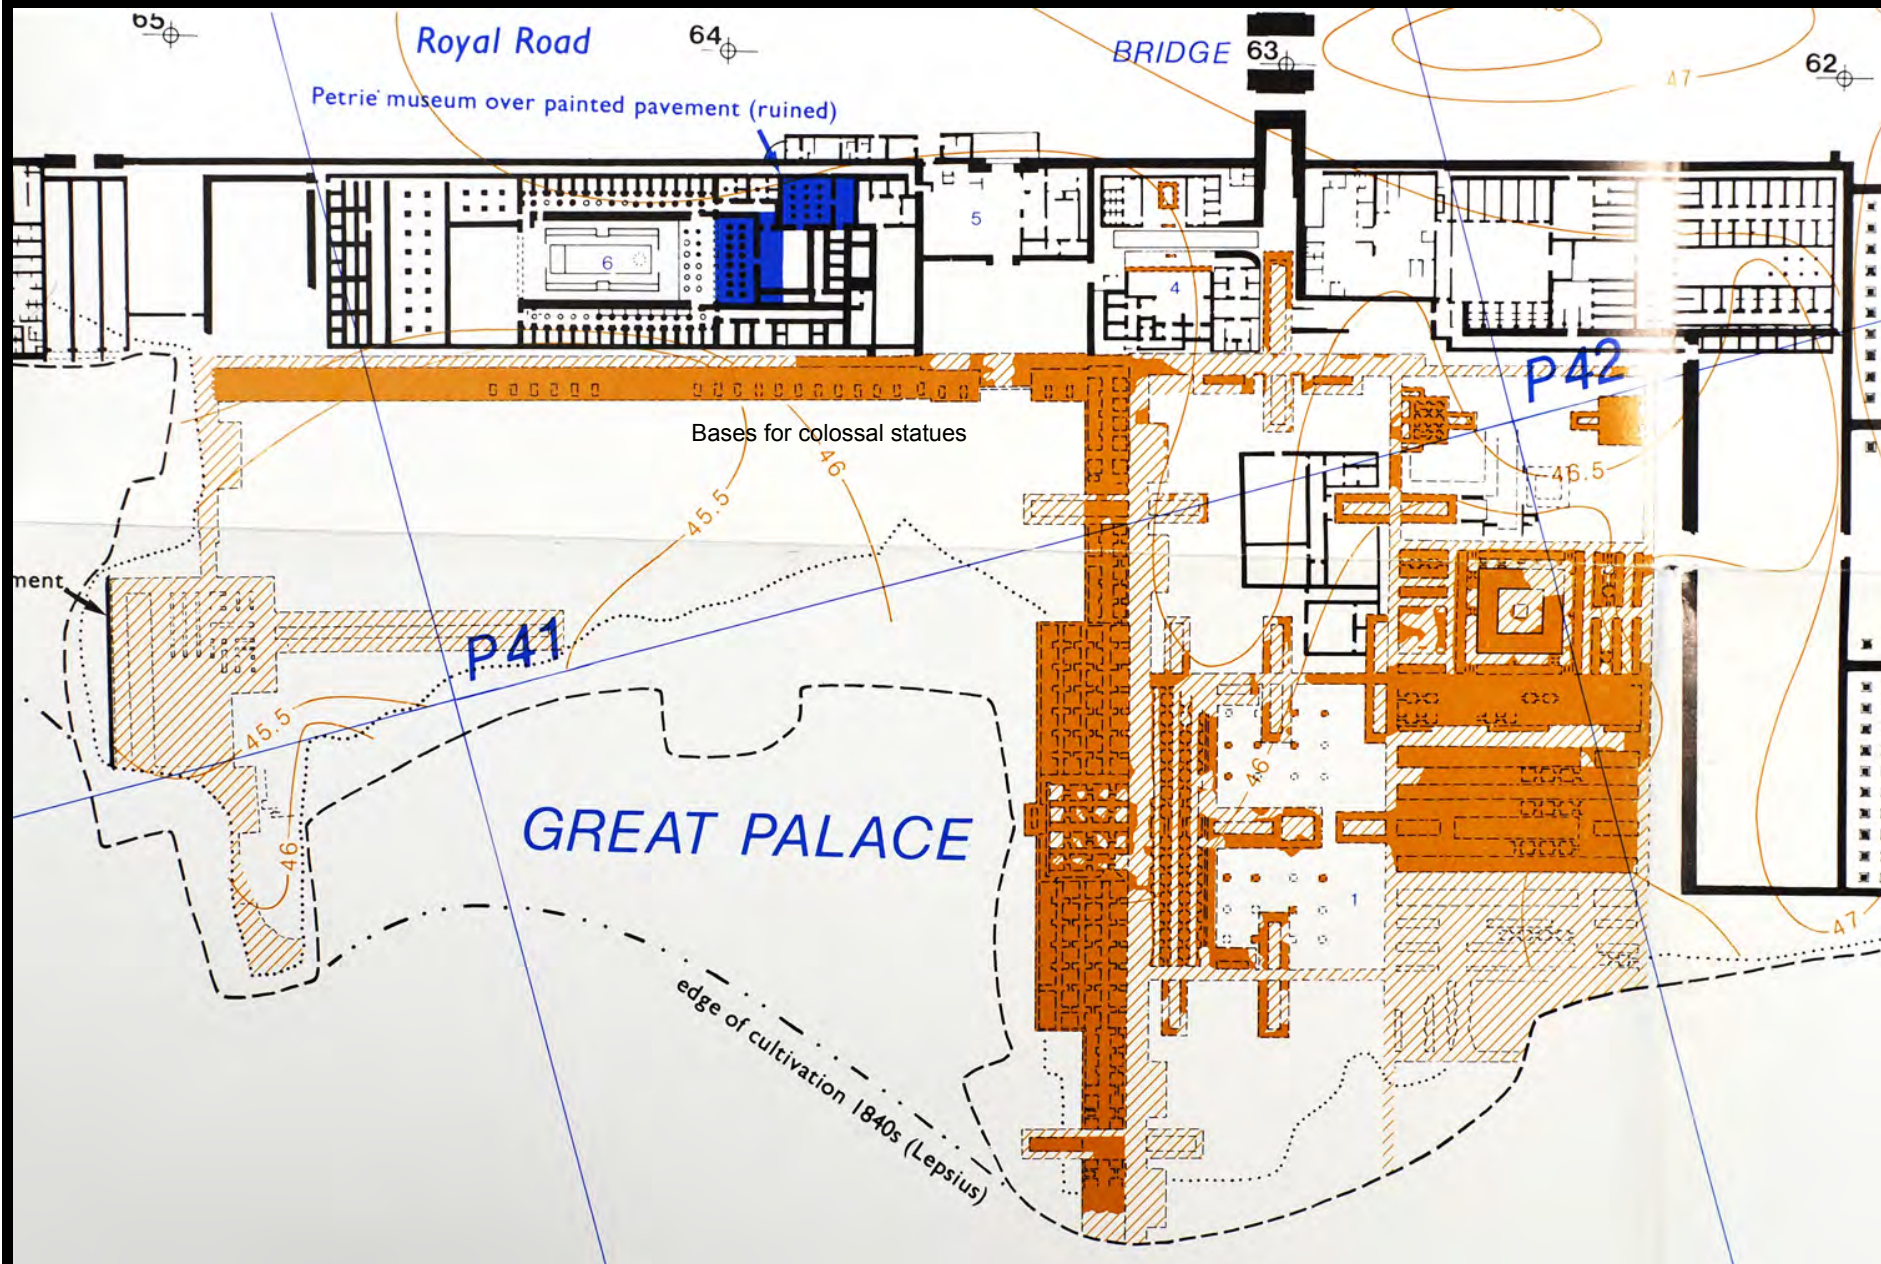 65
Royal Road
64
BRIDGE
63
47
62
Petrie museum over painted pavement (ruined)
5
6
4
P42
Bases for colossal statues
46
46.5
45.5
ment
P41
45.5
46
GREAT PALACE
46
1
47
edge of cultivation 1840s (Lepsius)